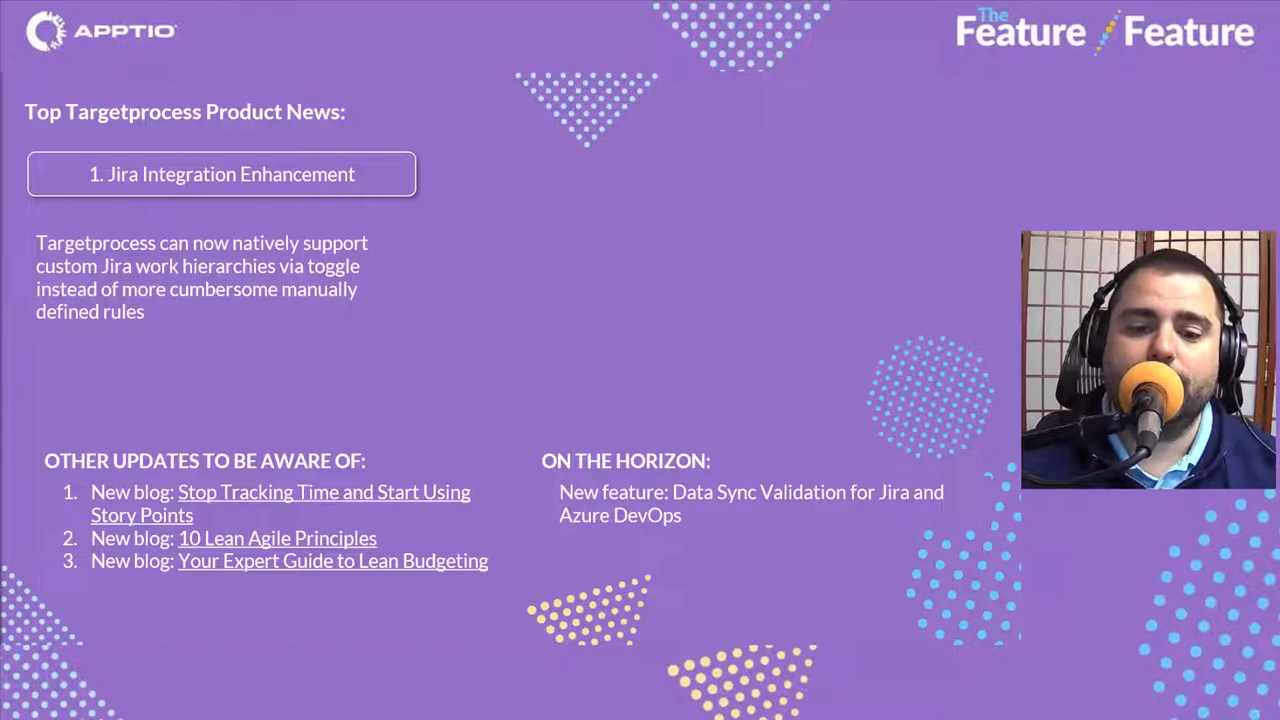 APPTIO
The
Feature / Feature
Top Targetprocess Product News:
1. Jira Integration Enhancement
Targetprocess can now natively support
custom Jira work hierarchies via toggle
instead of more cumbersome manually
defined rules
OTHER UPDATES TO BE AWARE OF:
1. New blog: Stop Tracking Time and Start Using
Story Points
2. New blog: 10 Lean Agile Principles
3. New blog: Your Expert Guide to Lean Budgeting
ON THE HORIZON:
New feature: Data Sync Validation for Jira and
Azure DevOps